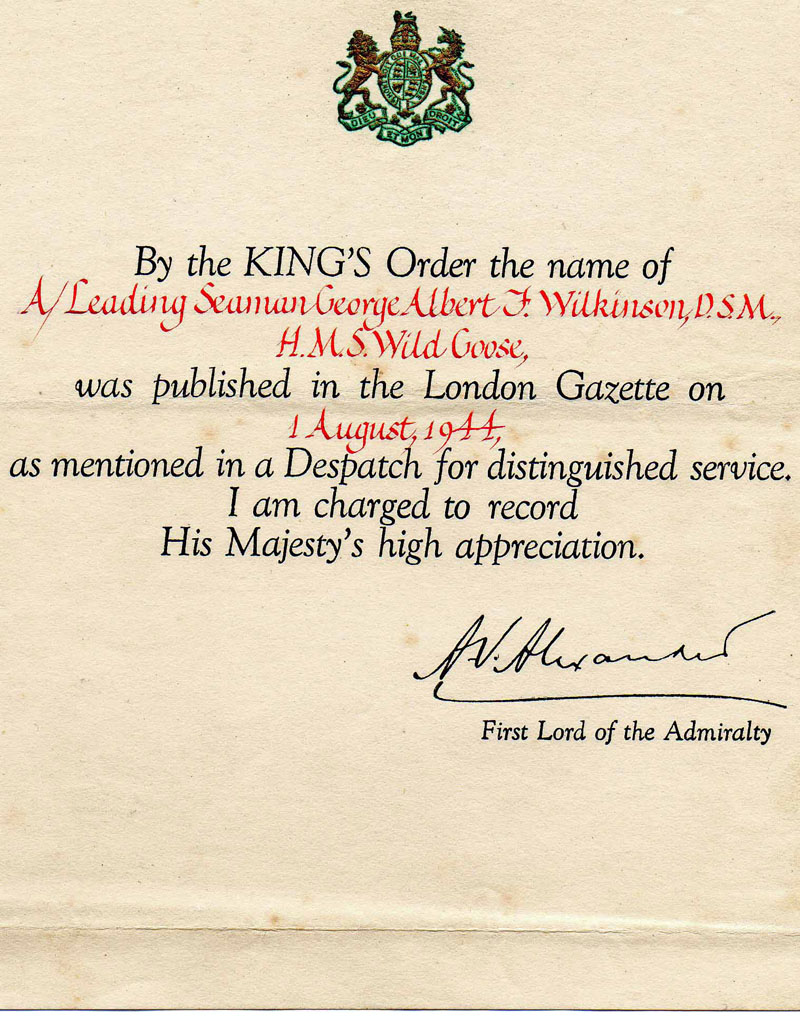 DIEU ET MON DROIT
By the KING'S Order the name of
A/Leading Seaman George Albert F. Wilkinson, D.S.M.,
H.M.S. Wild Goose,
was published in the London Gazette on
1 August, 1944,
as mentioned in a Despatch for distinguished service.
I am charged to record
His Majesty's high appreciation.
A.V. Alexander
First Lord of the Admiralty